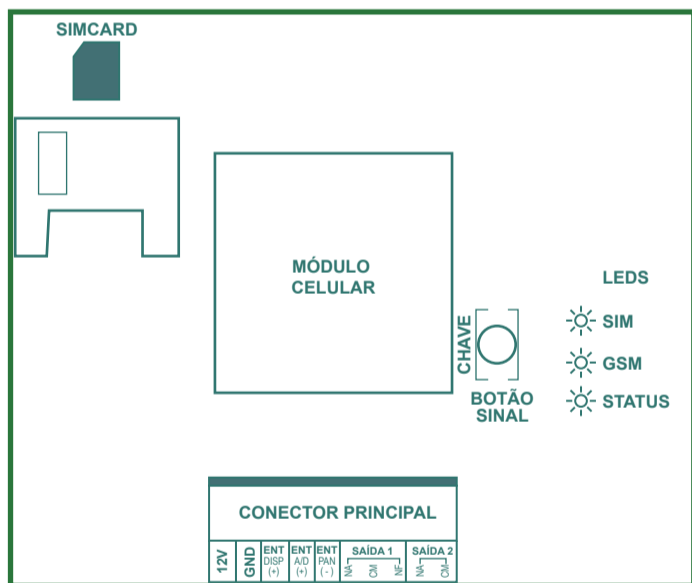 SIMCARD
MÓDULO
CELULAR
LEDS
SIM
GSM
STATUS
CHAVE
BOTÃO
SINAL
CONECTOR PRINCIPAL
12V
GND
ENT
DISP
(+)
ENT
A/D
(+)
ENT
PAN
(-)
SAÍDA 1
NA
CM
NF
SAÍDA 2
NA
CM